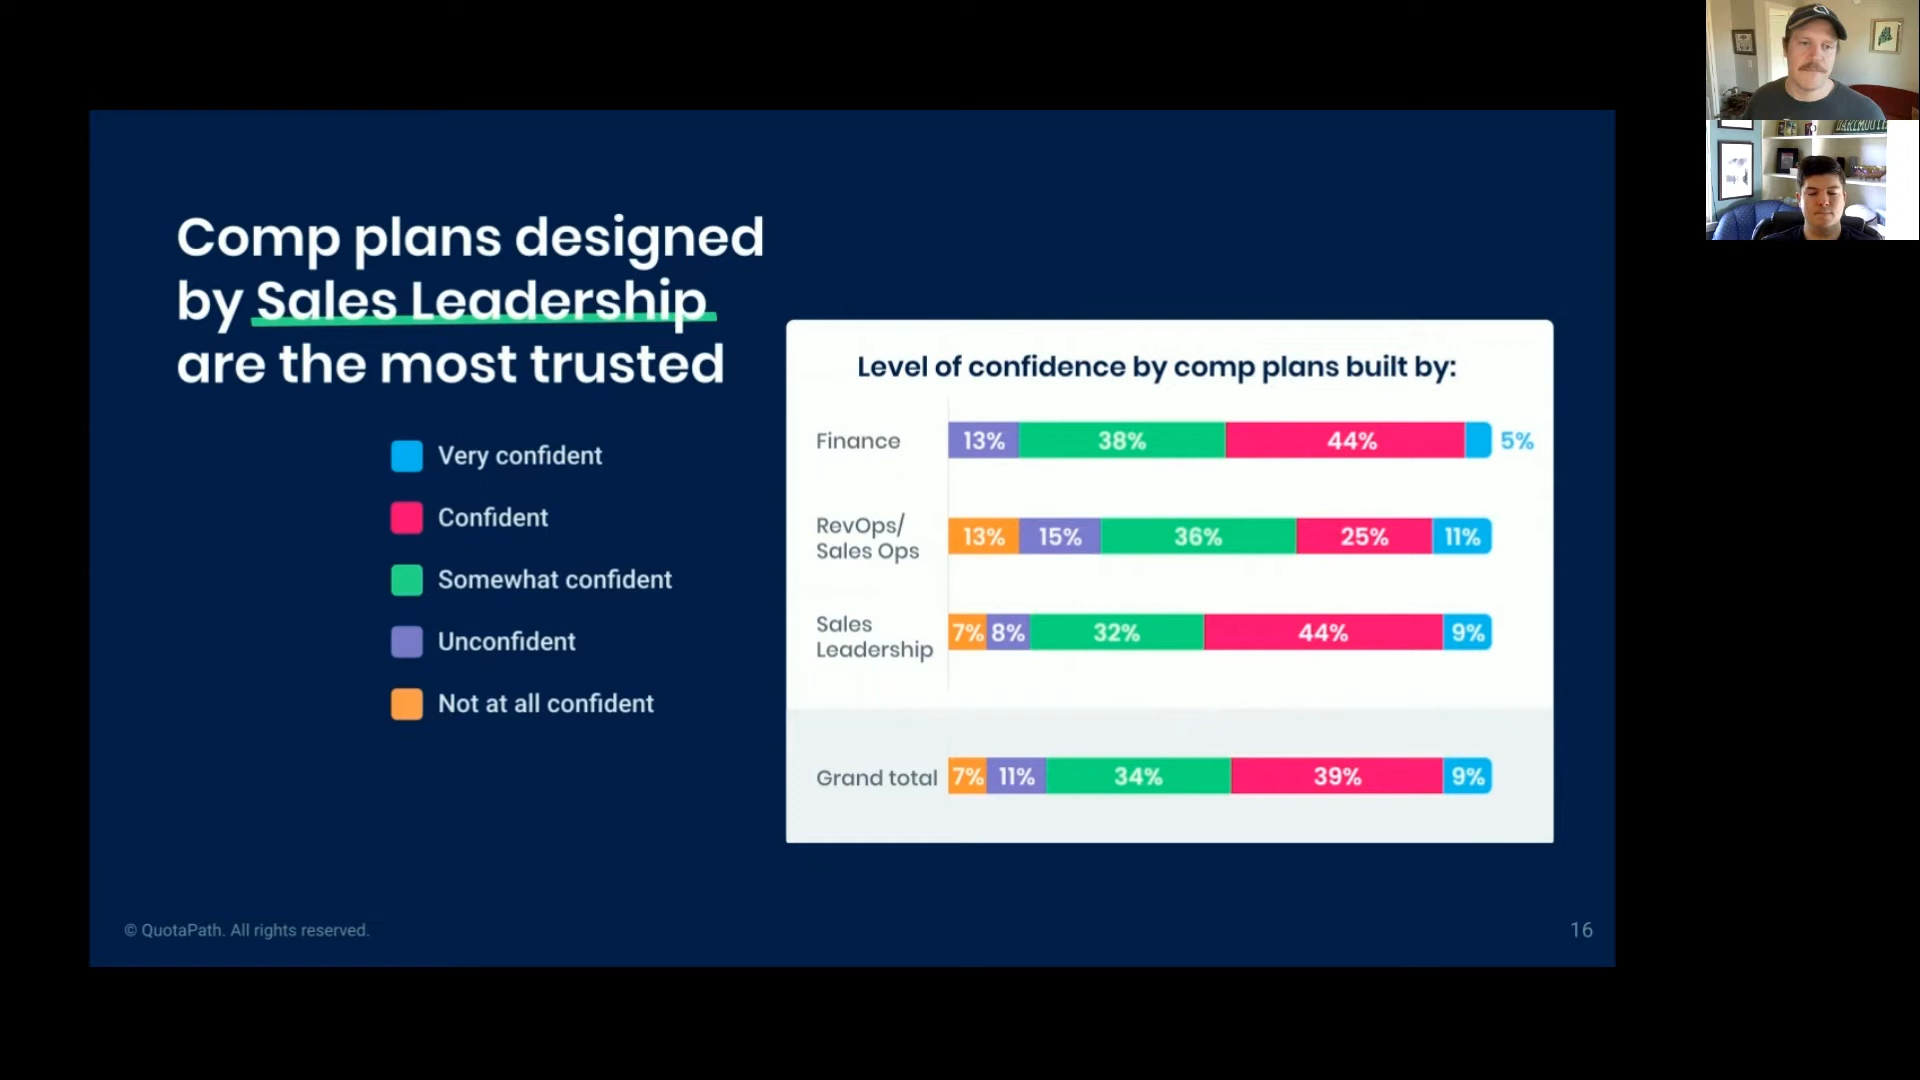 Comp plans designed
by Sales Leadership
are the most trusted
Very confident
Confident
Somewhat confident
Unconfident
Not at all confident
Level of confidence by comp plans built by:
Finance
13% 38% 44% 5%
RevOps/
Sales Ops
13% 15% 36% 25% 11%
Sales
Leadership
7% 8% 32% 44% 9%
Grand total
7% 11% 34% 39% 9%
© QuotaPath. All rights reserved.
16
DARTMOUTH